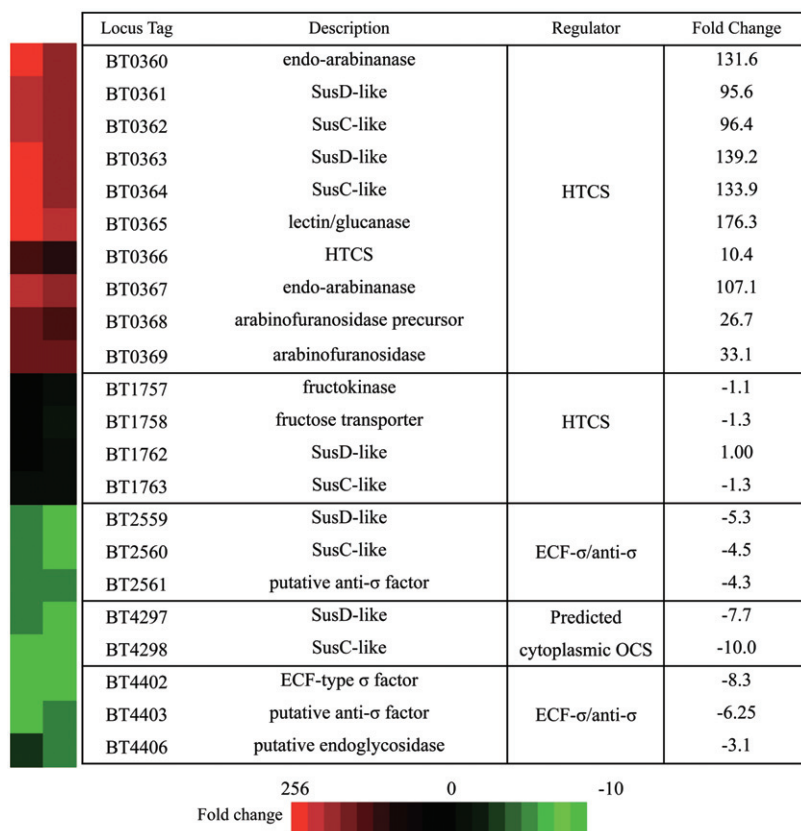 Locus Tag Description Regulator Fold Change
BT0360 endo-arabinanase 131.6
BT0361 SusD-like 95.6
BT0362 SusC-like 96.4
BT0363 SusD-like 139.2
BT0364 SusC-like HTCS 133.9
BT0365 lectin/glucanase 176.3
BT0366 HTCS 10.4
BT0367 endo-arabinanase 107.1
BT0368 arabinofuranosidase precursor 26.7
BT0369 arabinofuranosidase 33.1
BT1757 fructokinase -1.1
BT1758 fructose transporter HTCS -1.3
BT1762 SusD-like 1.00
BT1763 SusC-like -1.3
BT2559 SusD-like -5.3
BT2560 SusC-like ECF-σ/anti-σ -4.5
BT2561 putative anti-σ factor -4.3
BT4297 SusD-like Predicted -7.7
BT4298 SusC-like cytoplasmic OCS -10.0
BT4402 ECF-type σ factor -8.3
BT4403 putative anti-σ factor ECF-σ/anti-σ -6.25
BT4406 putative endoglycosidase -3.1
256 0 -10
Fold change